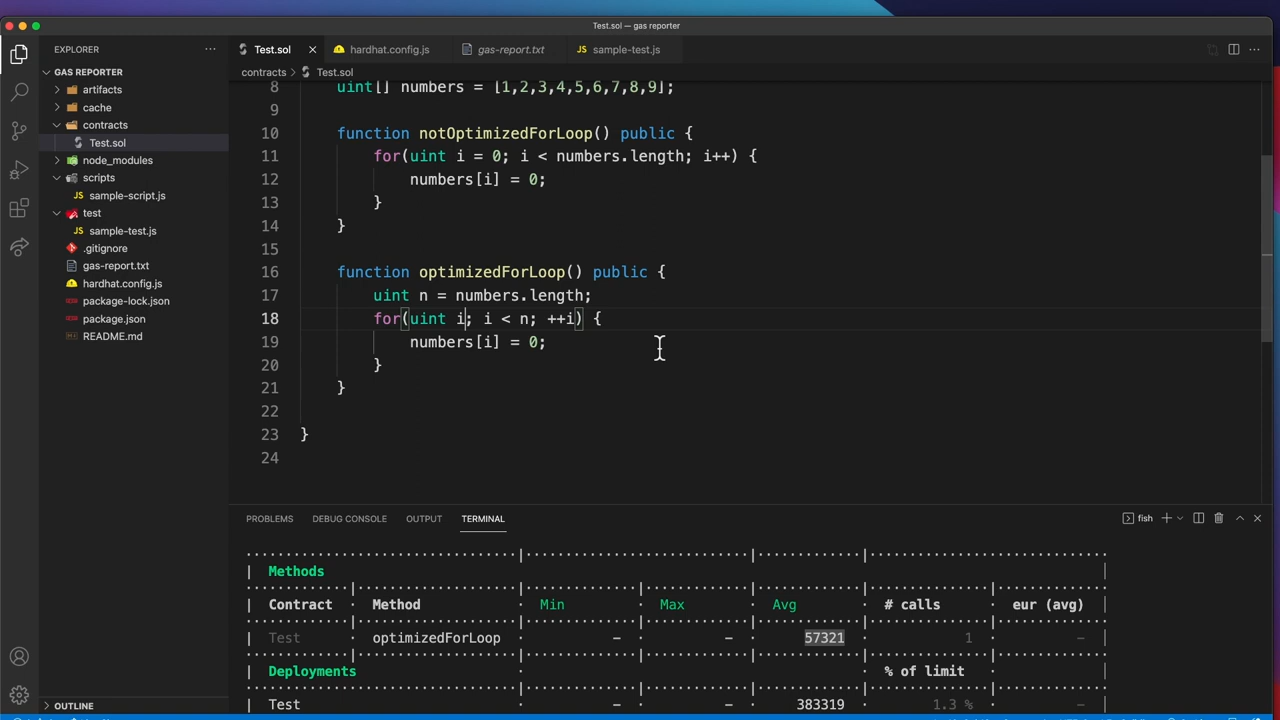 Test.sol — gas reporter
EXPLORER
Test.sol
JS hardhat.config.js
gas-report.txt
JS sample-test.js
GAS REPORTER
contracts > Test.sol
artifacts
cache
contracts
Test.sol
node_modules
scripts
JS sample-script.js
test
JS sample-test.js
.gitignore
gas-report.txt
hardhat.config.js
package-lock.json
package.json
README.md
OUTLINE
8 uint[] numbers = [1,2,3,4,5,6,7,8,9];
9
10 function notOptimizedForLoop() public {
11 for(uint i = 0; i < numbers.length; i++) {
12 numbers[i] = 0;
13 }
14 }
15
16 function optimizedForLoop() public {
17 uint n = numbers.length;
18 for(uint i; i < n; ++i) {
19 numbers[i] = 0;
20 }
21 }
22
23 }
24
PROBLEMS DEBUG CONSOLE OUTPUT TERMINAL
fish
| Methods |
| Contract · Method · Min · Max · Avg · # calls · eur (avg) |
| Test · optimizedForLoop · - · - · 57321 · 1 · - |
| Deployments · · % of limit · |
| Test · - · - · 383319 · 1.3 % · - |